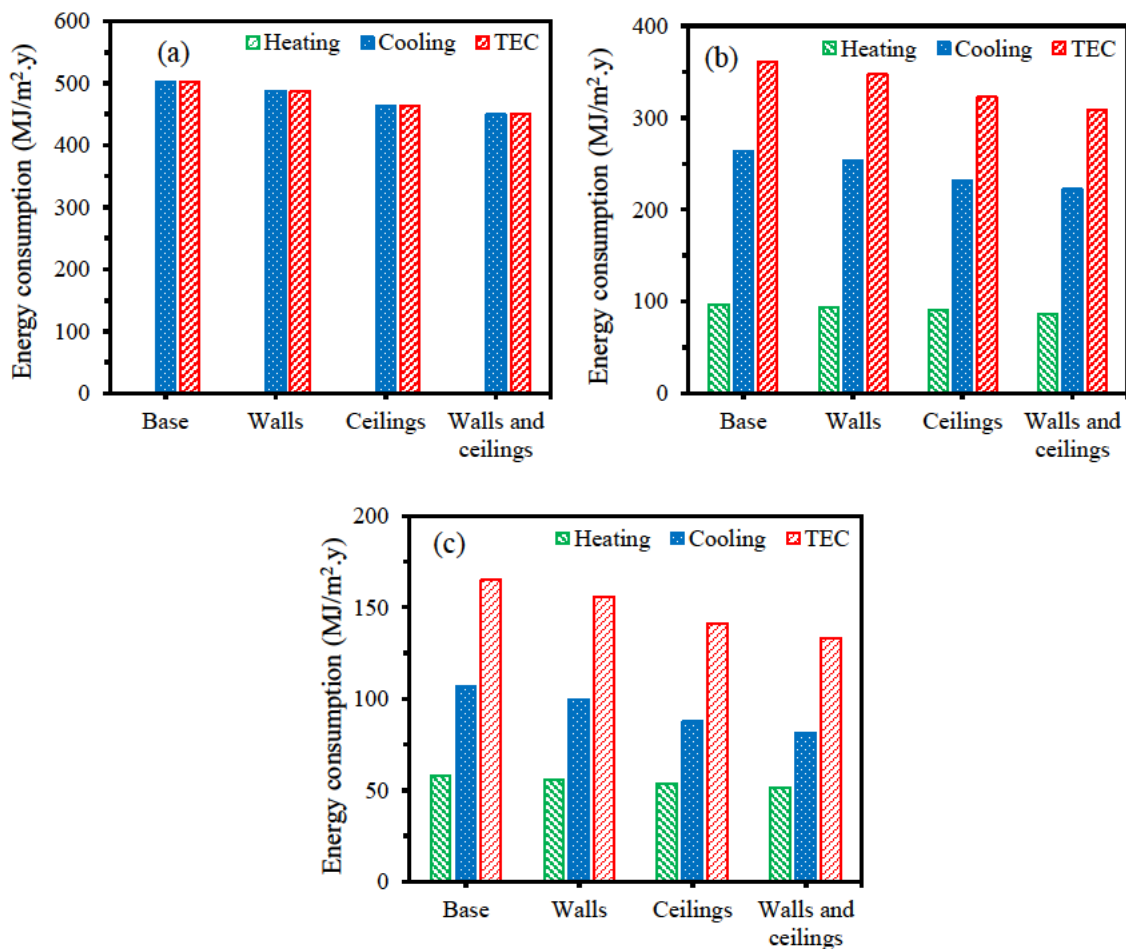 (a)
Heating Cooling TEC
Energy consumption (MJ/m².y)
600
500
400
300
200
100
0
Base Walls Ceilings Walls and
ceilings
(b)
Heating Cooling TEC
Energy consumption (MJ/m².y)
400
300
200
100
0
Base Walls Ceilings Walls and
ceilings
(c)
Heating Cooling TEC
Energy consumption (MJ/m².y)
200
150
100
50
0
Base Walls Ceilings Walls and
ceilings